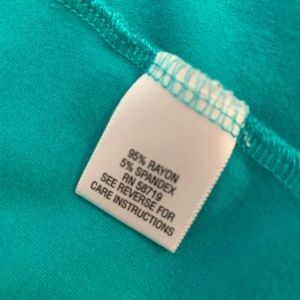 95% RAYON
5% SPANDEX
RN 58719
SEE REVERSE FOR
CARE INSTRUCTIONS